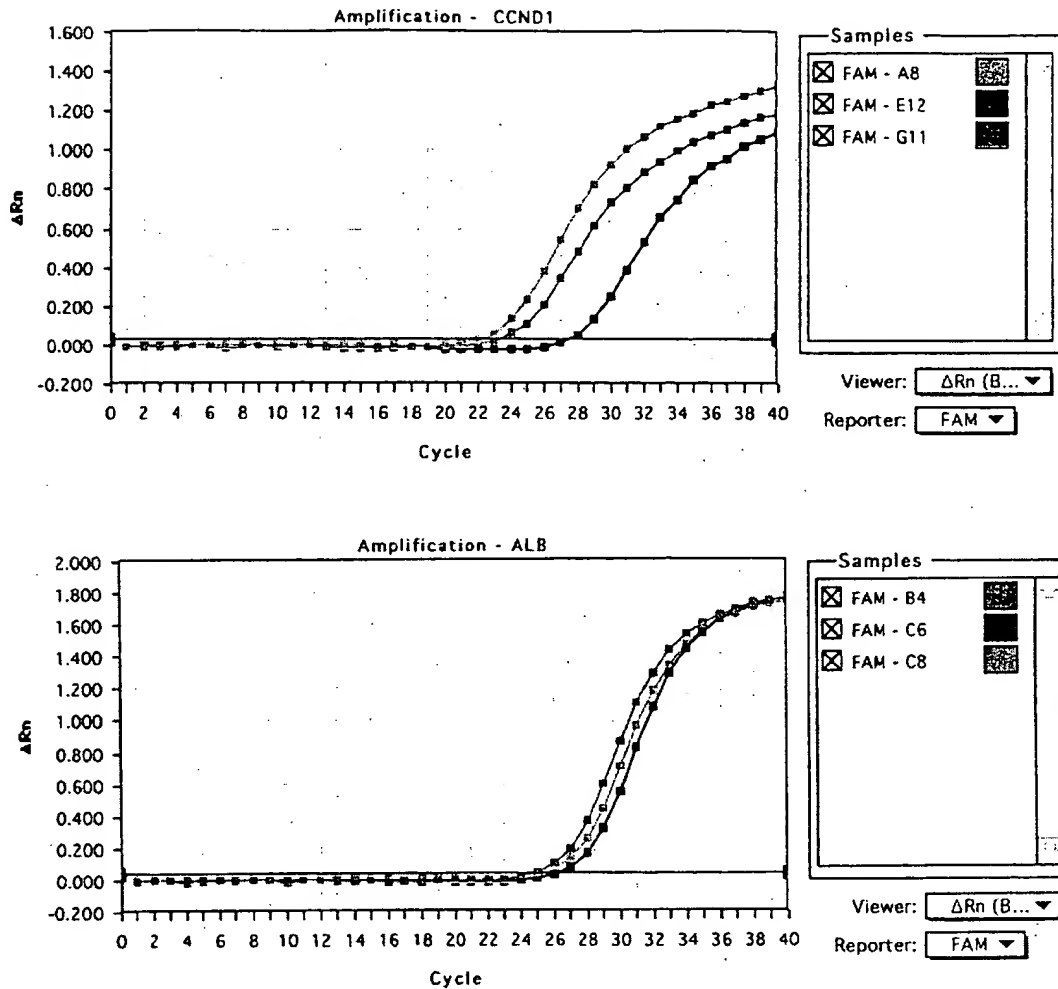 Amplification - CCND1
1.600
1.400
1.200
1.000
0.800
0.600
0.400
0.200
0.000
-0.200
ΔRn
0 2 4 6 8 10 12 14 16 18 20 22 24 26 28 30 32 34 36 38 40
Cycle
Samples
FAM - A8
FAM - E12
FAM - G11
Viewer: ΔRn (B... ▼
Reporter: FAM ▼
Amplification - ALB
2.000
1.800
1.600
1.400
1.200
1.000
0.800
0.600
0.400
0.200
0.000
-0.200
ΔRn
0 2 4 6 8 10 12 14 16 18 20 22 24 26 28 30 32 34 36 38 40
Cycle
Samples
FAM - B4
FAM - C6
FAM - C8
Viewer: ΔRn (B... ▼
Reporter: FAM ▼